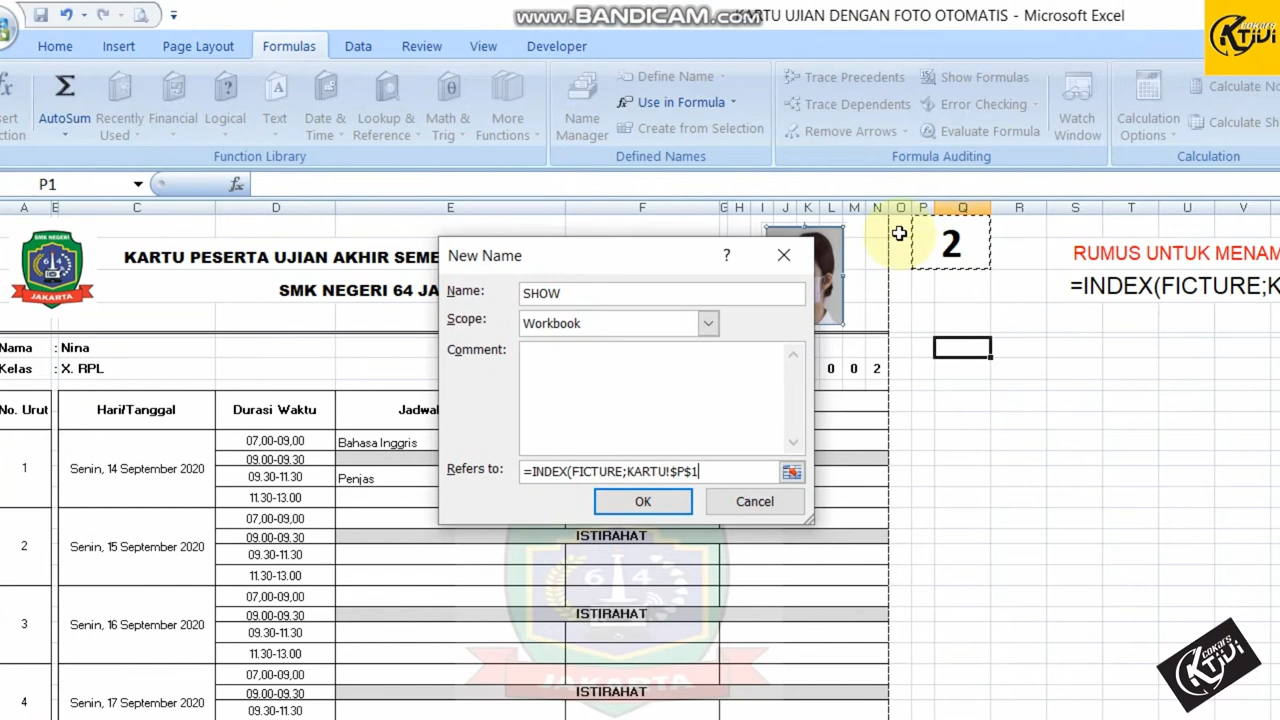 www.BANDICAM.com
KARTU UJIAN DENGAN FOTO OTOMATIS - Microsoft Excel
Home Insert Page Layout Formulas Data Review View Developer
AutoSum
Recently Used
Financial
Logical
Text
Date & Time
Lookup & Reference
Math & Trig
More Functions
Function Library
Name Manager
Define Name
Use in Formula
Create from Selection
Defined Names
Trace Precedents
Trace Dependents
Remove Arrows
Show Formulas
Error Checking
Evaluate Formula
Formula Auditing
Watch Window
Calculation Options
Calculation
COKARS KTIVI
P1 fx
A C D E F G H I J K L M N O P Q R S T U V
SMK NEGERI
64
JAKARTA
KARTU PESERTA UJIAN AKHIR SEME
SMK NEGERI 64 JA
2
RUMUS UNTUK MENAM
=INDEX(FICTURE;K
Nama : Nina
Kelas : X. RPL
0 0 2
New Name ?
Name: SHOW
Scope: Workbook
Comment:
Refers to: =INDEX(FICTURE;KARTU!$P$1
OK Cancel
No. Urut Hari/Tanggal Durasi Waktu Jadwal
1 Senin, 14 September 2020
07,00-09,00 Bahasa Inggris
09.00-09.30
09.30-11.30 Penjas
11.30-13.00
2 Senin, 15 September 2020
07,00-09,00
09.00-09.30 ISTIRAHAT
09.30-11.30
11.30-13.00
3 Senin, 16 September 2020
07,00-09,00
09.00-09.30 ISTIRAHAT
09.30-11.30
11.30-13.00
4 Senin, 17 September 2020
07,00-09,00
09.00-09.30 ISTIRAHAT
09.30-11.30
64
JAKARTA
COKARS KTIVI